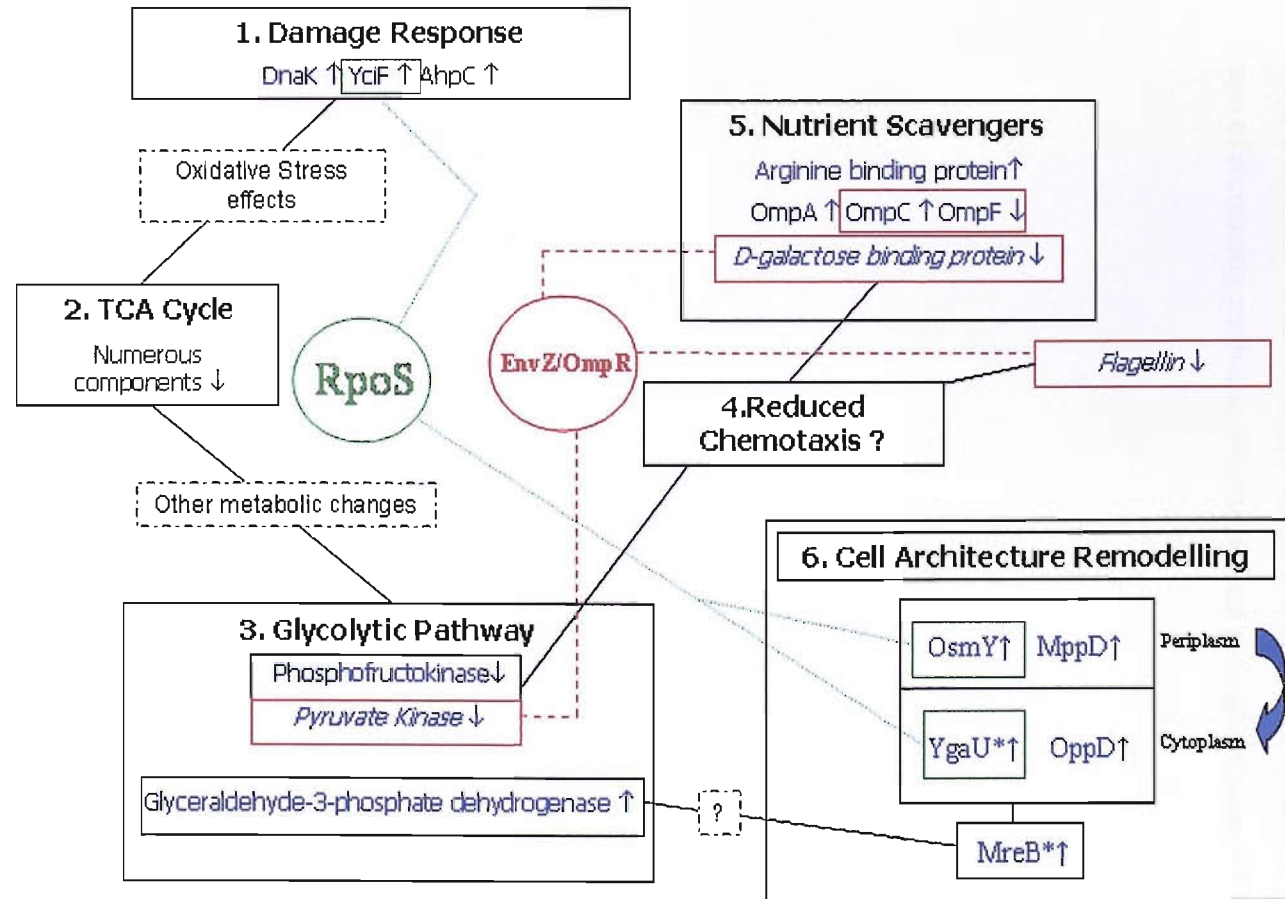 1. Damage Response
DnaK ↑ YciF ↑ AhpC ↑
Oxidative Stress
effects
2. TCA Cycle
Numerous
components ↓
RpoS
EnvZ/OmpR
5. Nutrient Scavengers
Arginine binding protein↑
OmpA ↑ OmpC ↑ OmpF ↓
D-galactose binding protein ↓
Flagellin ↓
4.Reduced
Chemotaxis ?
Other metabolic changes
3. Glycolytic Pathway
Phosphofructokinase↓
Pyruvate Kinase ↓
Glyceraldehyde-3-phosphate dehydrogenase ↑
?
6. Cell Architecture Remodelling
OsmY↑ MppD↑ Periplasm
YgaU*↑ OppD↑ Cytoplasm
MreB*↑